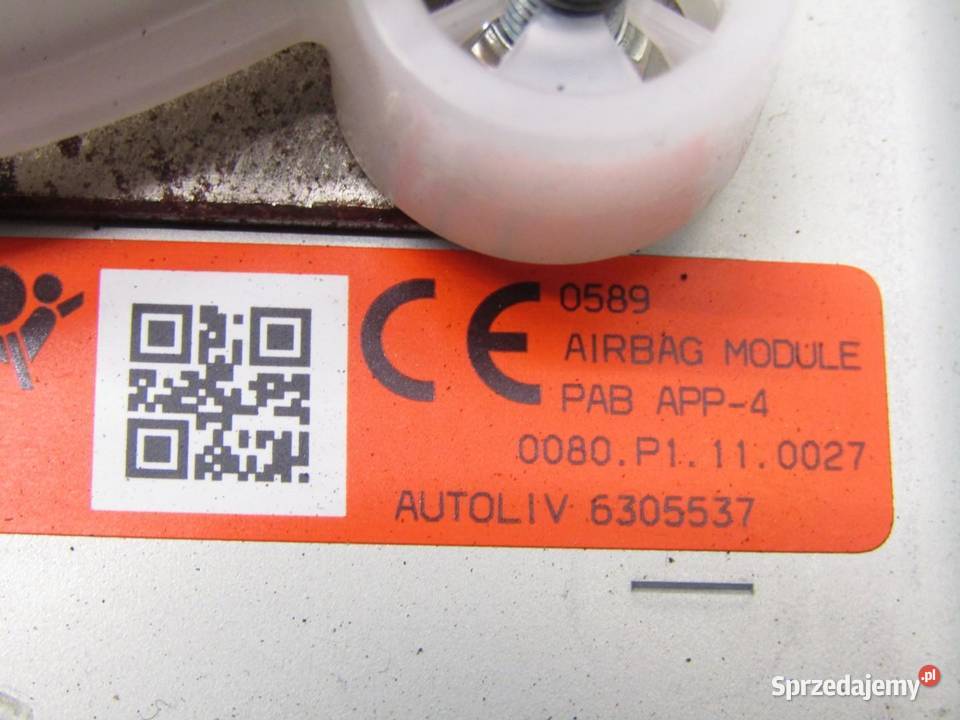 CE 0589
AIRBAG MODULE
PAB APP-4
0080.P1.11.0027
AUTOLIV 6305537
Sprzedajemy.pl